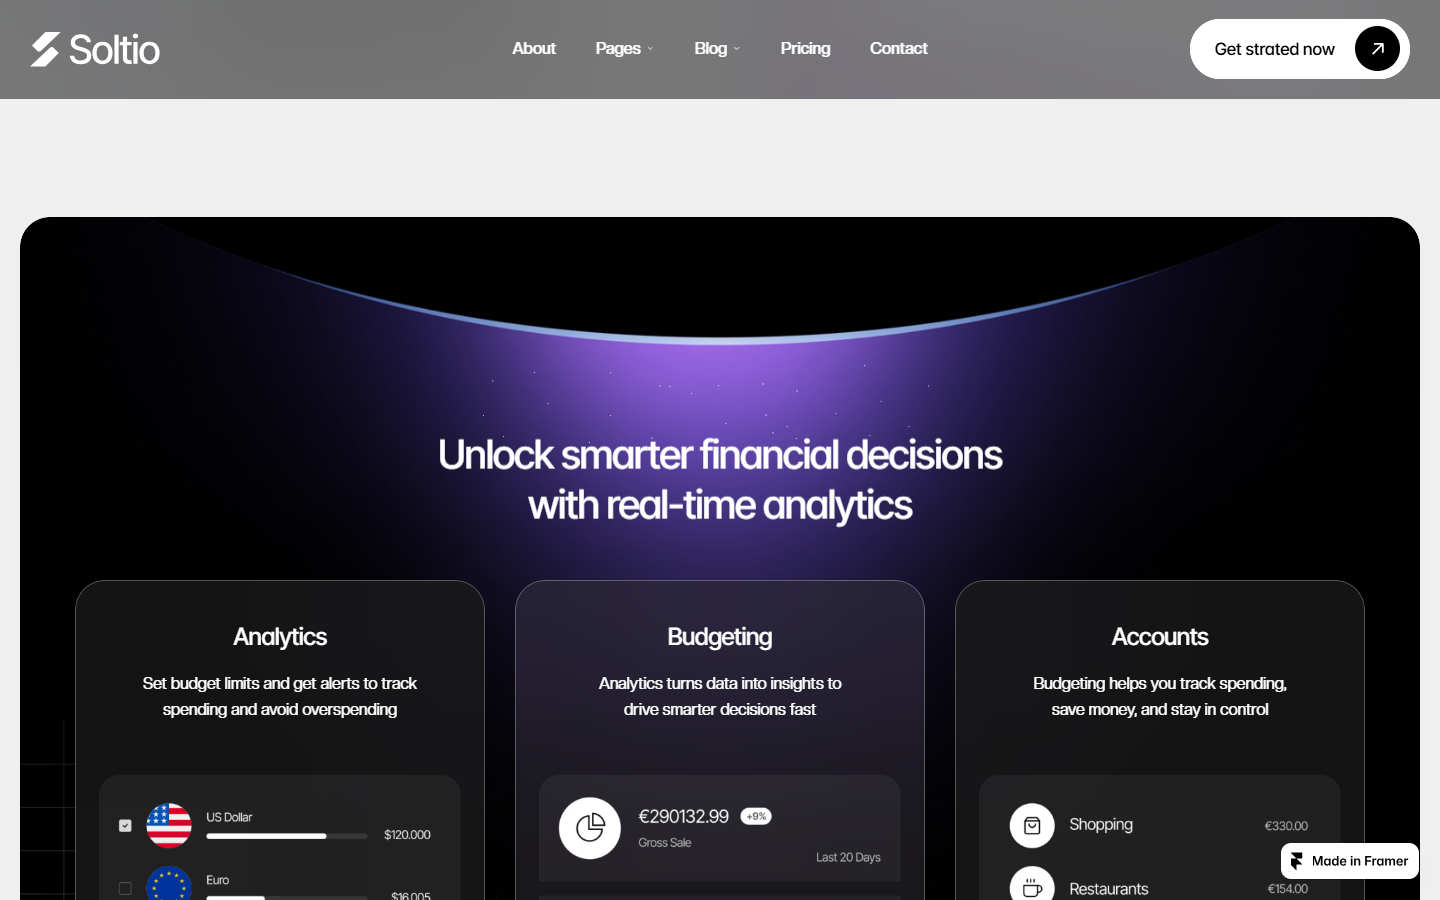 Soltio
About
Pages
Blog
Pricing
Contact
Get strated now
Unlock smarter financial decisions
with real-time analytics
Analytics
Set budget limits and get alerts to track
spending and avoid overspending
US Dollar
$120.000
Euro
$16.005
Budgeting
Analytics turns data into insights to
drive smarter decisions fast
€290132.99
+9%
Gross Sale
Last 20 Days
Accounts
Budgeting helps you track spending,
save money, and stay in control
Shopping
€330.00
Restaurants
€154.00
Made in Framer